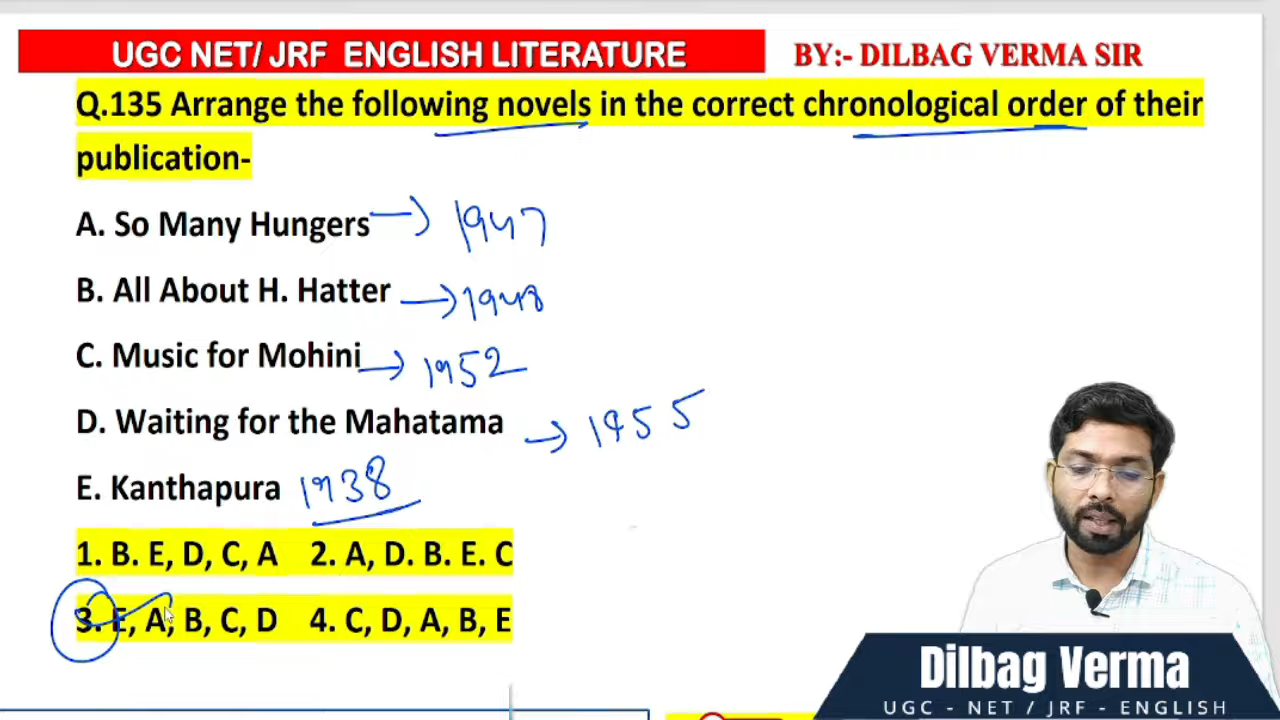 UGC NET/ JRF ENGLISH LITERATURE
BY:- DILBAG VERMA SIR
Q.135 Arrange the following novels in the correct chronological order of their
publication-
A. So Many Hungers → 1947
B. All About H. Hatter → 1948
C. Music for Mohini → 1952
D. Waiting for the Mahatama → 1955
E. Kanthapura 1938
1. B. E, D, C, A 2. A, D. B. E. C
3. E, A, B, C, D 4. C, D, A, B, E
Dilbag Verma
UGC - NET / JRF - ENGLISH